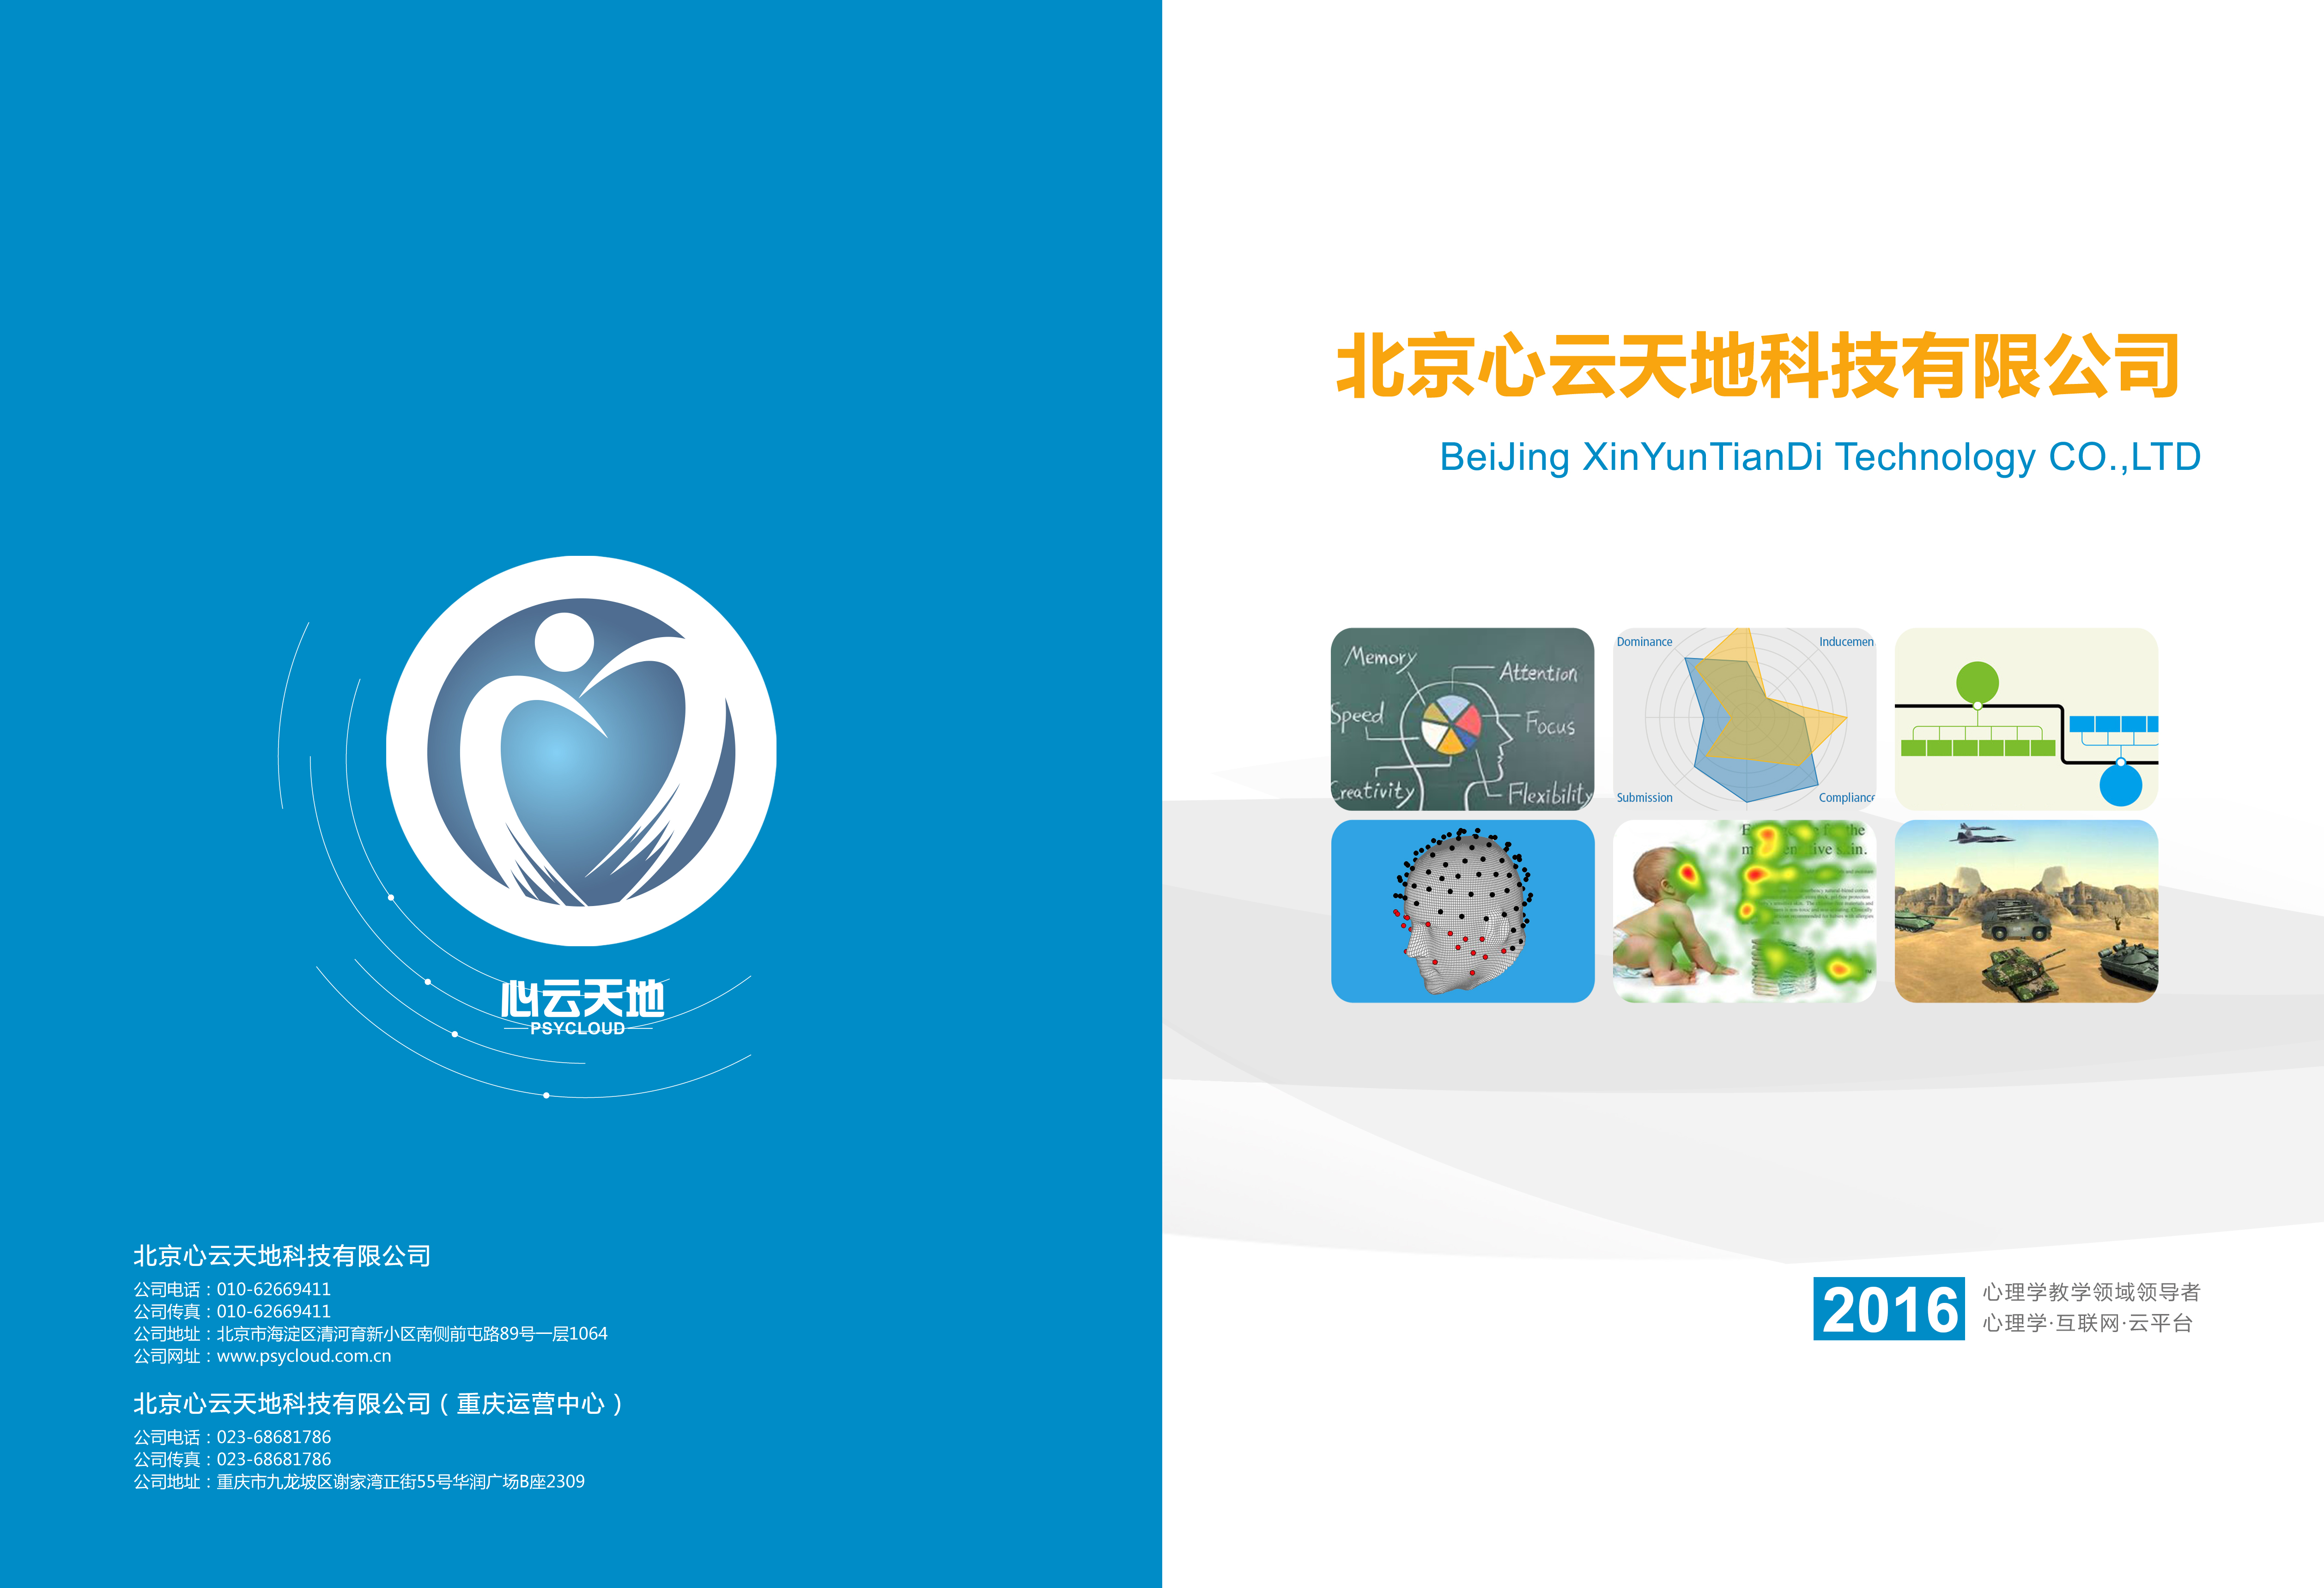 心云天地
PSYCLOUD
北京心云天地科技有限公司
公司电话：010-62669411
公司传真：010-62669411
公司地址：北京市海淀区清河育新小区南侧前屯路89号一层1064
公司网址：www.psycloud.com.cn
北京心云天地科技有限公司（重庆运营中心）
公司电话：023-68681786
公司传真：023-68681786
公司地址：重庆市九龙坡区谢家湾正街55号华润广场B座2309
北京心云天地科技有限公司
BeiJing XinYunTianDi Technology CO.,LTD
Memory
Attention
Speed
Focus
Creativity
Flexibility
Dominance
Inducemen
Submission
Compliance
the
in.
2016
心理学教学领域领导者
心理学·互联网·云平台